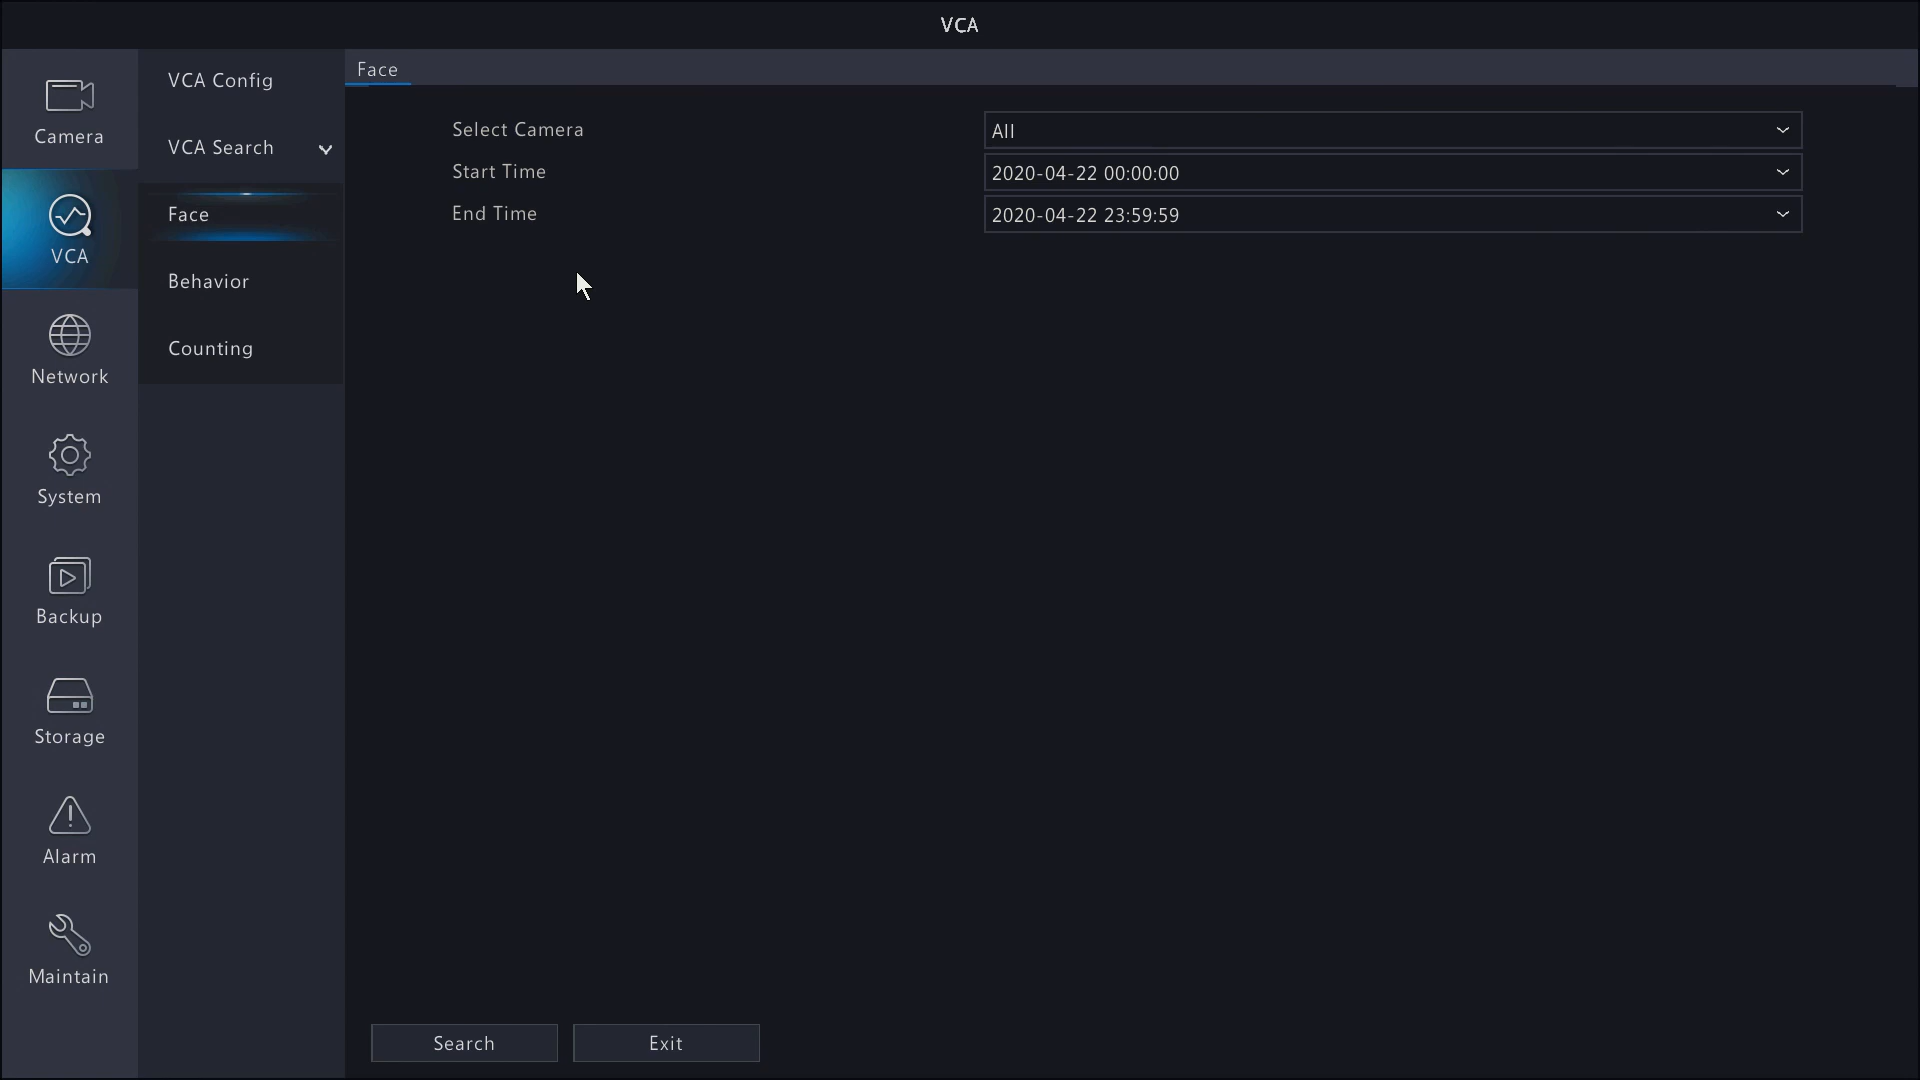 VCA
Camera
VCA
Network
System
Backup
Storage
Alarm
Maintain
VCA Config
VCA Search
Face
Behavior
Counting
Face
Select Camera
All
Start Time
2020-04-22 00:00:00
End Time
2020-04-22 23:59:59
Search
Exit